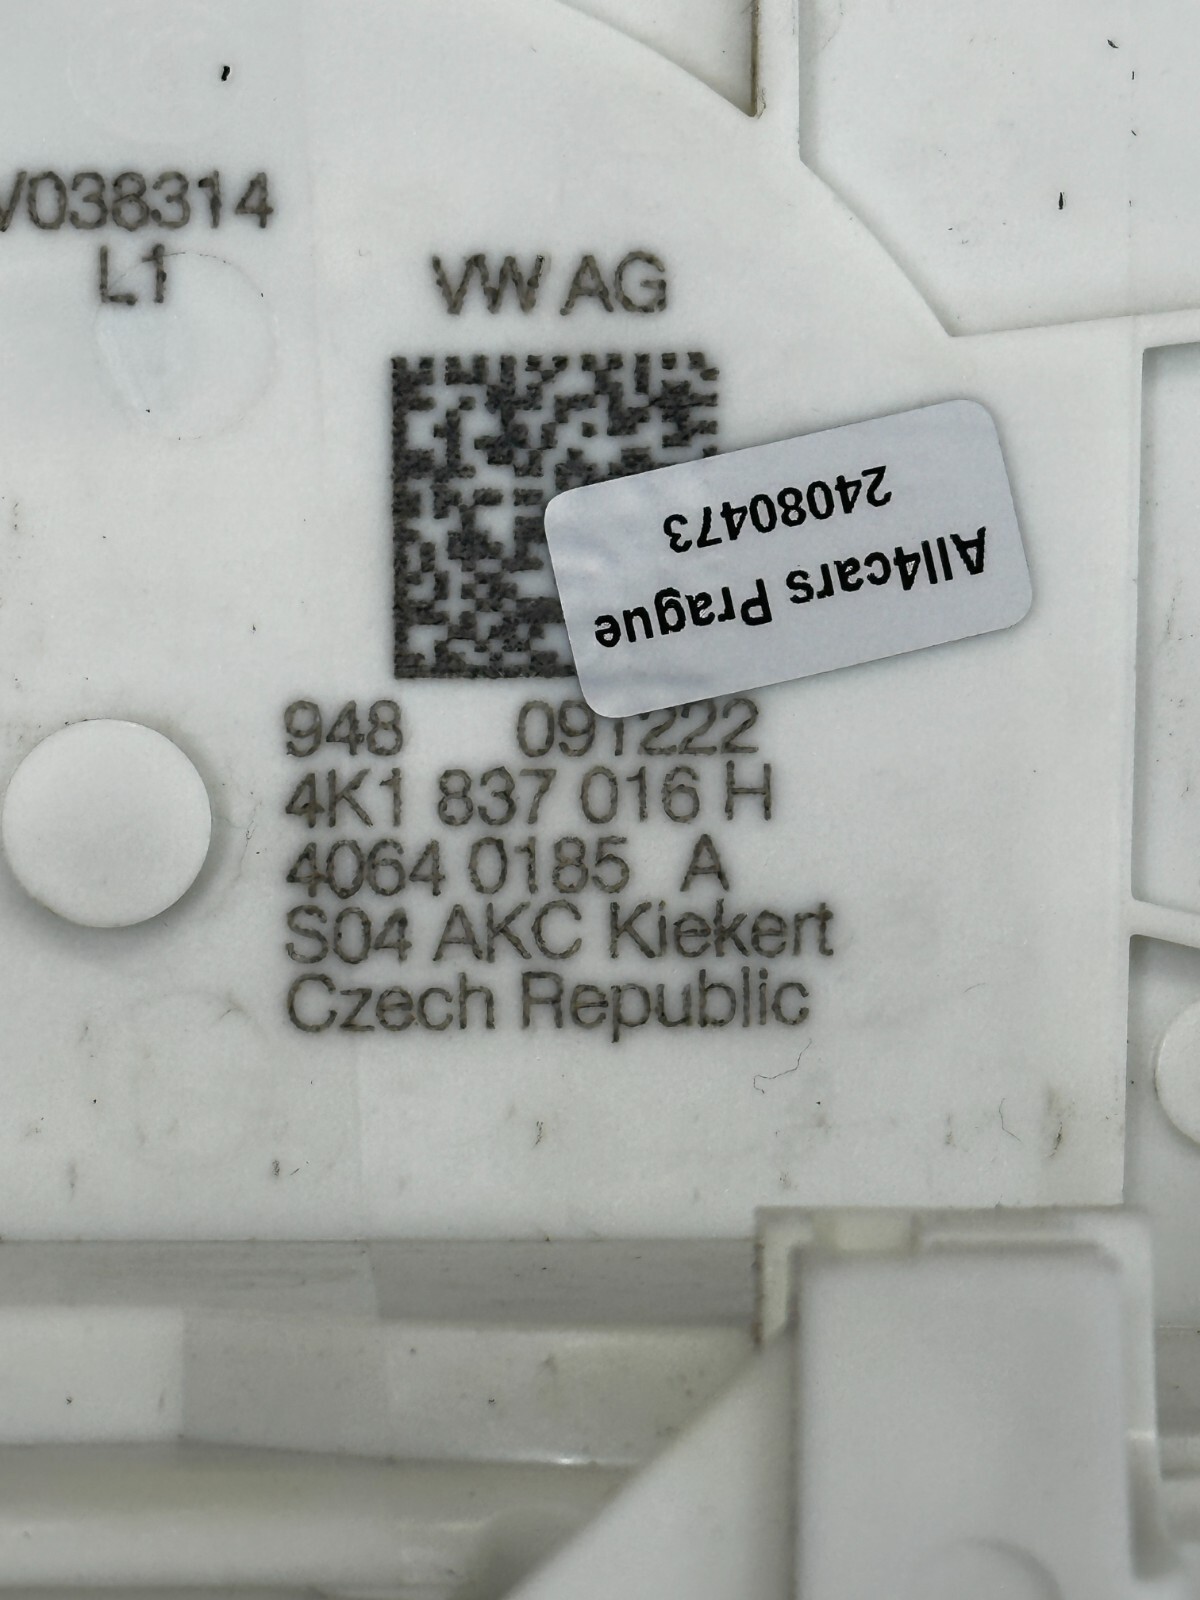 V038314
L1
VW AG
948 091222
4K1 837 016 H
4064 0185 A
S04 AKC Kiekert
Czech Republic
All4cars Prague
24080473